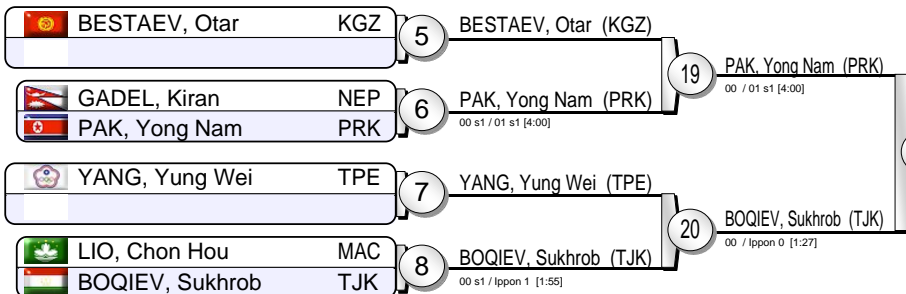 BESTAEV, Otar KGZ
5
BESTAEV, Otar (KGZ)
GADEL, Kiran NEP
PAK, Yong Nam PRK
6
PAK, Yong Nam (PRK)
00 s1 / 01 s1 [4:00]
19
PAK, Yong Nam (PRK)
00 / 01 s1 [4:00]
YANG, Yung Wei TPE
7
YANG, Yung Wei (TPE)
LIO, Chon Hou MAC
BOQIEV, Sukhrob TJK
8
BOQIEV, Sukhrob (TJK)
00 s1 / Ippon 1 [1:55]
20
BOQIEV, Sukhrob (TJK)
00 / Ippon 0 [1:27]